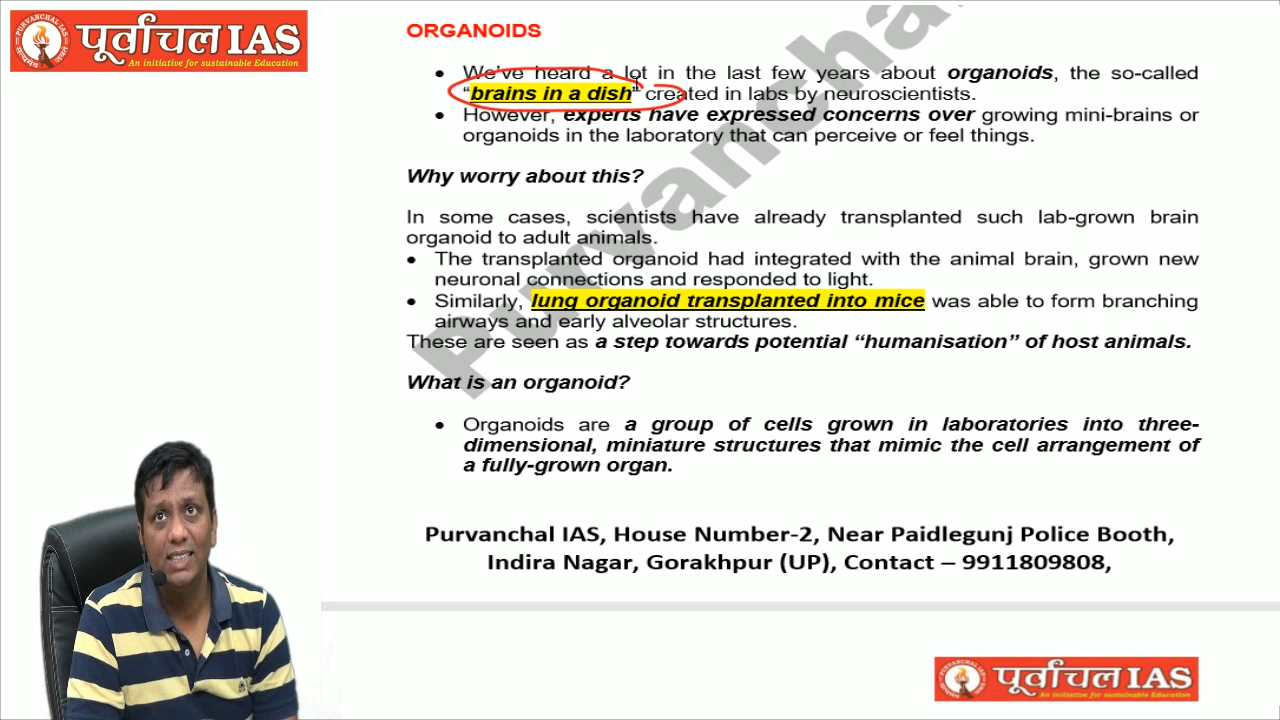 PURVANCHAL IAS
पूर्वांचल IAS
An initiative for sustainable Education
ORGANOIDS
• We've heard a lot in the last few years about organoids, the so-called
"brains in a dish" created in labs by neuroscientists.
• However, experts have expressed concerns over growing mini-brains or
organoids in the laboratory that can perceive or feel things.
Why worry about this?
In some cases, scientists have already transplanted such lab-grown brain
organoid to adult animals.
• The transplanted organoid had integrated with the animal brain, grown new
neuronal connections and responded to light.
• Similarly, lung organoid transplanted into mice was able to form branching
airways and early alveolar structures.
These are seen as a step towards potential "humanisation" of host animals.
What is an organoid?
• Organoids are a group of cells grown in laboratories into three-
dimensional, miniature structures that mimic the cell arrangement of
a fully-grown organ.
Purvancha
Purvanchal IAS, House Number-2, Near Paidlegunj Police Booth,
Indira Nagar, Gorakhpur (UP), Contact – 9911809808,
पूर्वांचल IAS
An initiative for sustainable Education